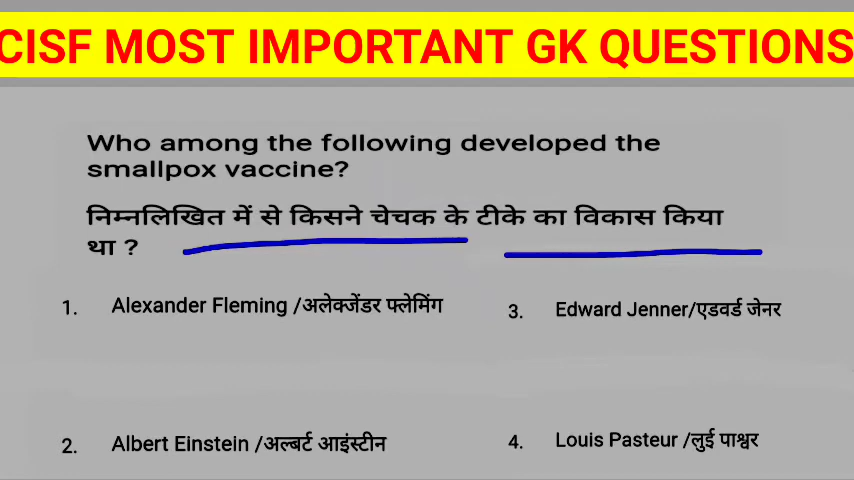 CISF MOST IMPORTANT GK QUESTIONS
Who among the following developed the
smallpox vaccine?
निम्नलिखित में से किसने चेचक के टीके का विकास किया
था ?
1. Alexander Fleming /अलेक्जेंडर फ्लेमिंग
3. Edward Jenner/एडवर्ड जेनर
2. Albert Einstein /अल्बर्ट आइंस्टीन
4. Louis Pasteur /लुई पाश्चर